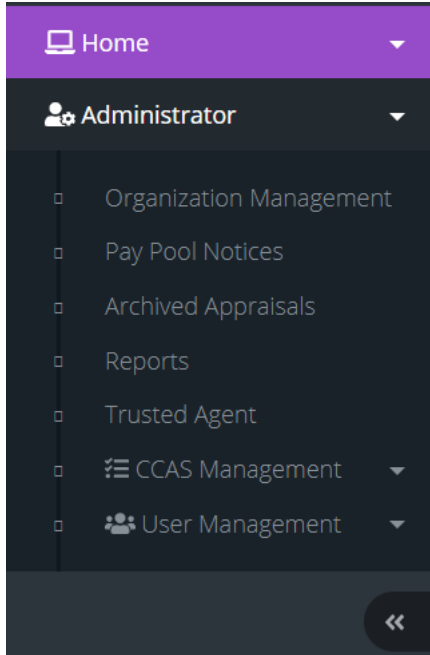 Home
Administrator
Organization Management
Pay Pool Notices
Archived Appraisals
Reports
Trusted Agent
CCAS Management
User Management